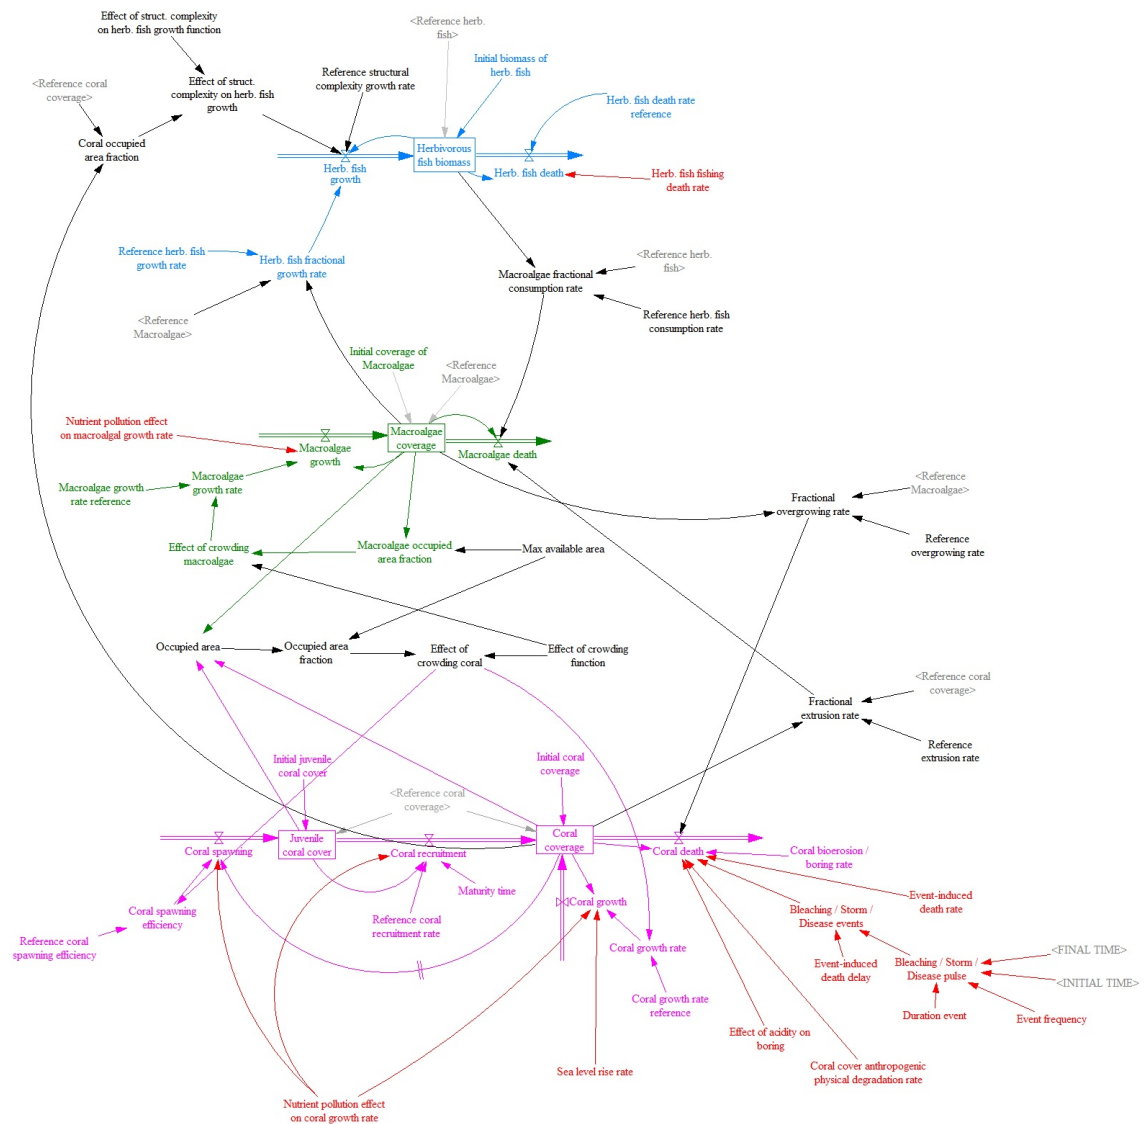 Effect of struct. complexity
on herb. fish growth function
<Reference herb.
fish>
Initial biomass of
herb. fish
<Reference coral
coverage>
Effect of struct.
complexity on herb. fish
growth
Reference structural
complexity growth rate
Herb. fish death rate
reference
Coral occupied
area fraction
Herbivorous
fish biomass
Herb. fish
growth
Herb. fish death
Herb. fish fishing
death rate
Reference herb. fish
growth rate
Herb. fish fractional
growth rate
Macroalgae fractional
consumption rate
<Reference herb.
fish>
<Reference
Macroalgae>
Reference herb. fish
consumption rate
Initial coverage of
Macroalgae
<Reference
Macroalgae>
Nutrient pollution effect
on macroalgal growth rate
Macroalgae
coverage
Macroalgae
growth
Macroalgae death
Macroalgae growth
rate reference
Macroalgae
growth rate
<Reference
Macroalgae>
Fractional
overgrowing rate
Reference
overgrowing rate
Effect of crowding
macroalgae
Macroalgae occupied
area fraction
Max available area
Occupied area
Occupied area
fraction
Effect of
crowding coral
Effect of crowding
function
<Reference coral
coverage>
Fractional
extrusion rate
Reference
extrusion rate
Initial juvenile
coral cover
Initial coral
coverage
<Reference coral
coverage>
Coral spawning
Juvenile
coral cover
Coral recruitment
Coral
coverage
Coral death
Coral bioerosion /
boring rate
Maturity time
Coral growth
Event-induced
death rate
Reference coral
spawning efficiency
Coral spawning
efficiency
Reference coral
recruitment rate
Coral growth rate
Bleaching / Storm /
Disease events
Event-induced
death delay
Bleaching / Storm /
Disease pulse
<FINAL TIME>
<INITIAL TIME>
Coral growth rate
reference
Duration event
Event frequency
Effect of acidity on
boring
Sea level rise rate
Coral cover anthropogenic
physical degradation rate
Nutrient pollution effect
on coral growth rate